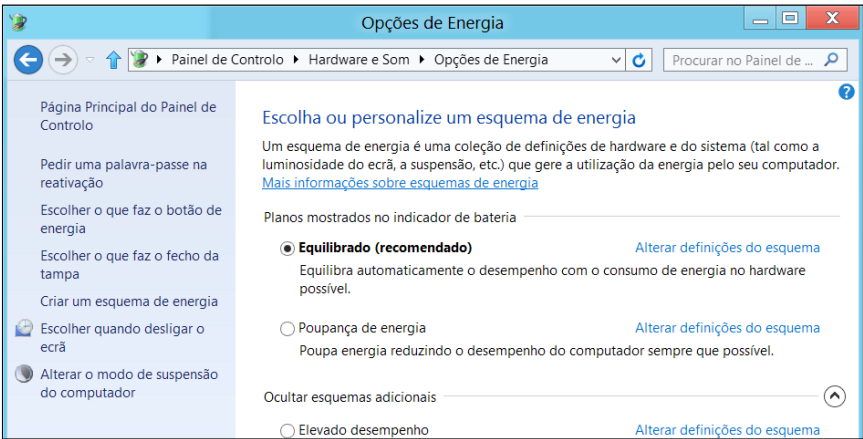 Opções de Energia
Painel de Controlo Hardware e Som Opções de Energia
Procurar no Painel de ...
Página Principal do Painel de
Controlo
Pedir uma palavra-passe na
reativação
Escolher o que faz o botão de
energia
Escolher o que faz o fecho da
tampa
Criar um esquema de energia
Escolher quando desligar o
ecrã
Alterar o modo de suspensão
do computador
Escolha ou personalize um esquema de energia
Um esquema de energia é uma coleção de definições de hardware e do sistema (tal como a
luminosidade do ecrã, a suspensão, etc.) que gere a utilização da energia pelo seu computador.
Mais informações sobre esquemas de energia
Planos mostrados no indicador de bateria
Equilibrado (recomendado) Alterar definições do esquema
Equilibra automaticamente o desempenho com o consumo de energia no hardware
possível.
Poupança de energia Alterar definições do esquema
Poupa energia reduzindo o desempenho do computador sempre que possível.
Ocultar esquemas adicionais
Elevado desempenho Alterar definições do esquema